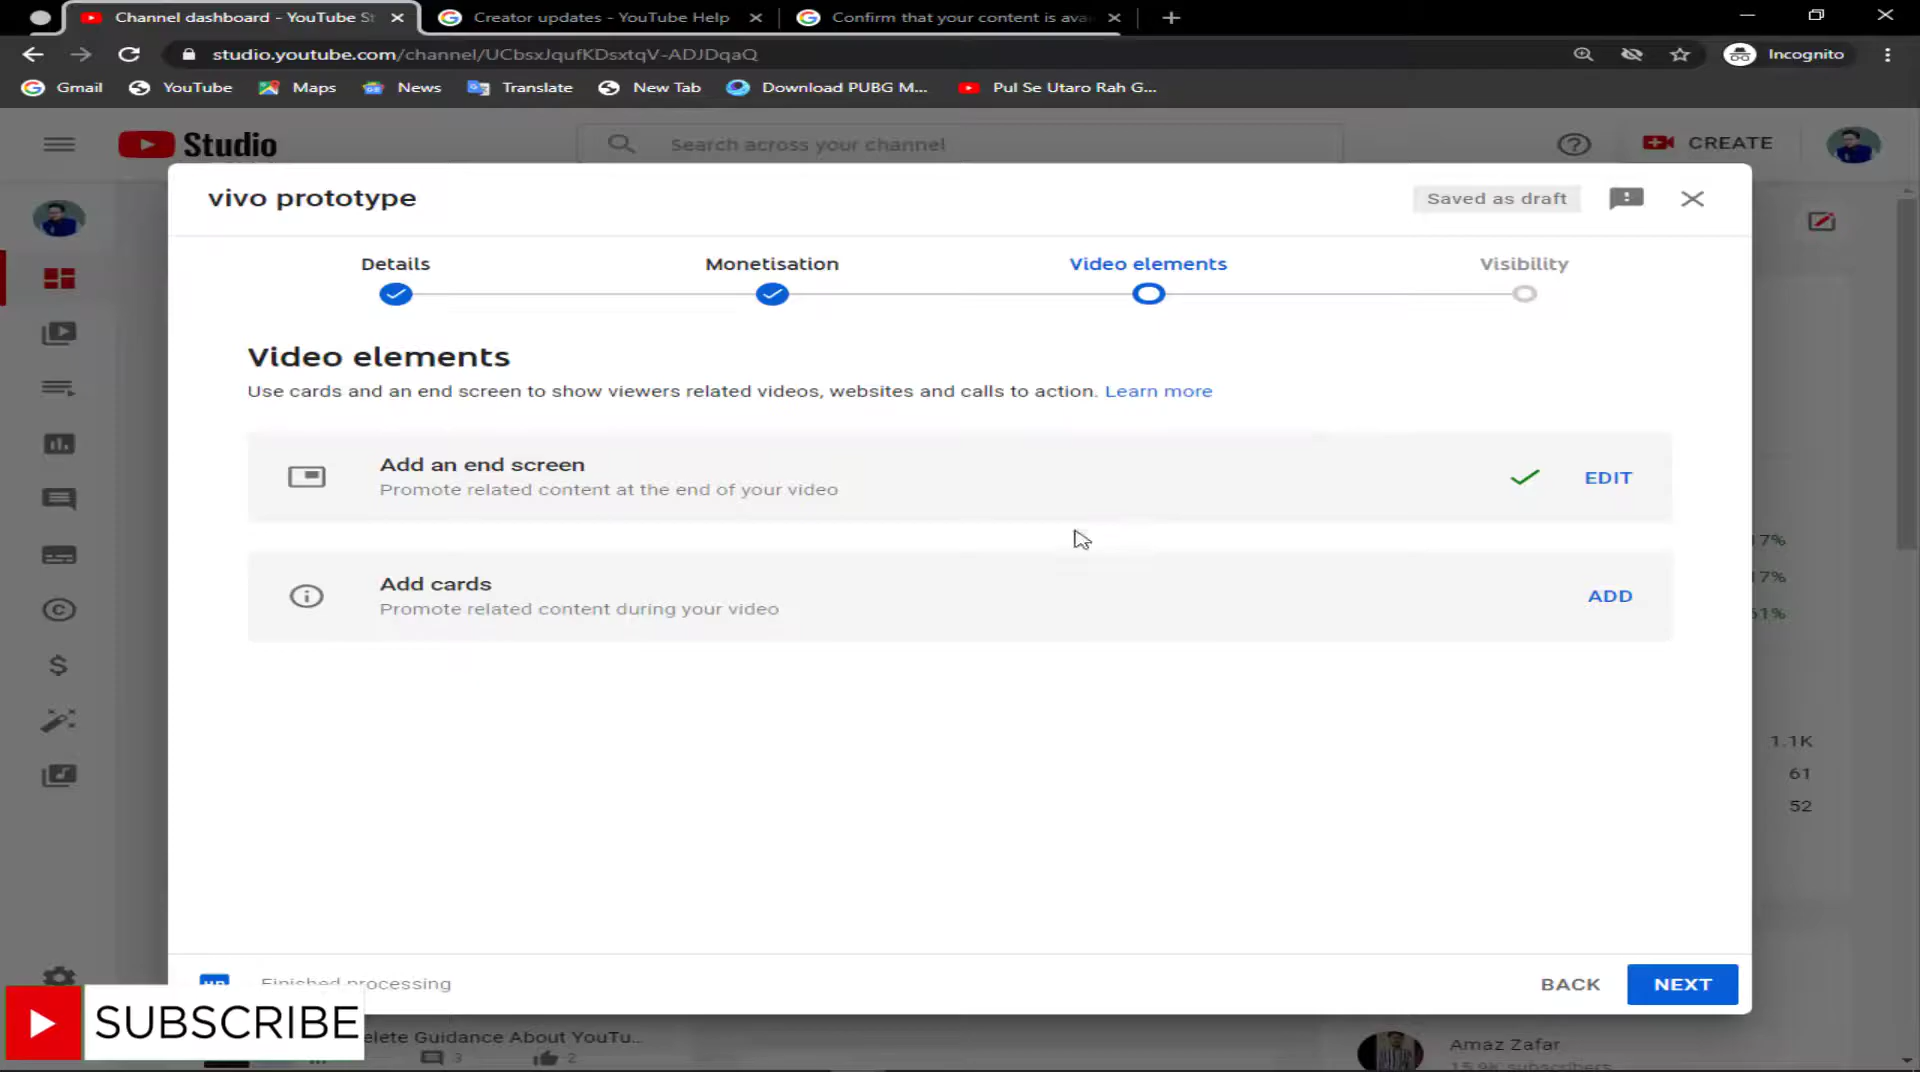 Channel dashboard - YouTube St
Creator updates - YouTube Help
Confirm that your content is ava
studio.youtube.com/channel/UCbsxJqufKDsxtqV-ADJDqaQ
Incognito
Gmail
YouTube
Maps
News
Translate
New Tab
Download PUBG M...
Pul Se Utaro Rah G...
Studio
Search across your channel
CREATE
vivo prototype
Saved as draft
Details
Monetisation
Video elements
Visibility
Video elements
Use cards and an end screen to show viewers related videos, websites and calls to action. Learn more
Add an end screen
Promote related content at the end of your video
EDIT
Add cards
Promote related content during your video
ADD
17%
17%
51%
1.1K
61
52
Finished processing
BACK
NEXT
SUBSCRIBE
elete Guidance About YouTu...
3
2
Amaz Zafar
15.9K subscribers